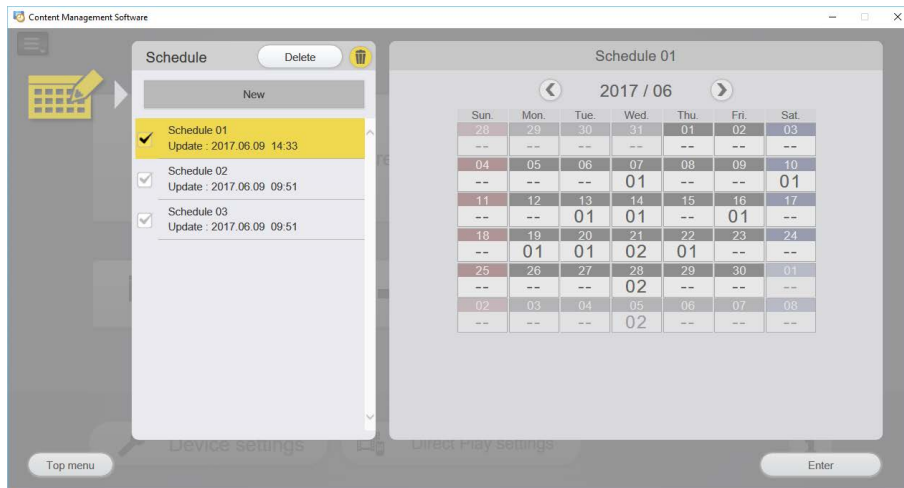 Content Management Software
Schedule
Delete
New
Schedule 01
Update : 2017.06.09 14:33
Schedule 02
Update : 2017.06.09 09:51
Schedule 03
Update : 2017.06.09 09:51
Schedule 01
2017 / 06
Sun. Mon. Tue. Wed. Thu. Fri. Sat.
28 29 30 31 01 02 03
-- -- -- -- -- -- --
04 05 06 07 08 09 10
-- -- -- 01 -- -- 01
11 12 13 14 15 16 17
-- -- 01 01 -- 01 --
18 19 20 21 22 23 24
-- 01 01 02 01 -- --
25 26 27 28 29 30 01
-- -- -- 02 -- -- --
02 03 04 05 06 07 08
-- -- -- 02 -- -- --
Device settings
Direct Play settings
Top menu
Enter